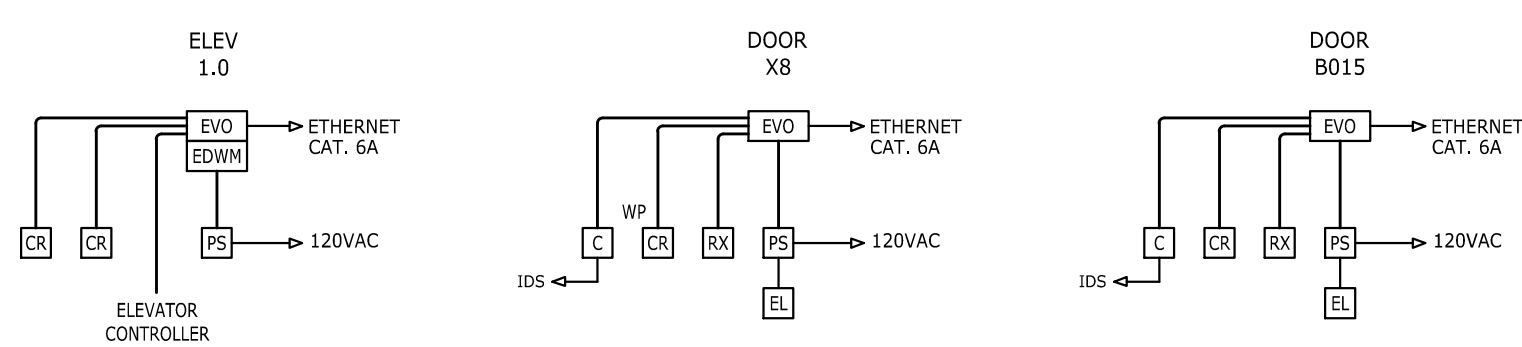 ELEV
1.0
EVO
EDWM
ETHERNET
CAT. 6A
CR
CR
PS
120VAC
ELEVATOR
CONTROLLER
DOOR
X8
EVO
ETHERNET
CAT. 6A
WP
C
CR
RX
PS
120VAC
IDS
EL
DOOR
B015
EVO
ETHERNET
CAT. 6A
C
CR
RX
PS
120VAC
IDS
EL